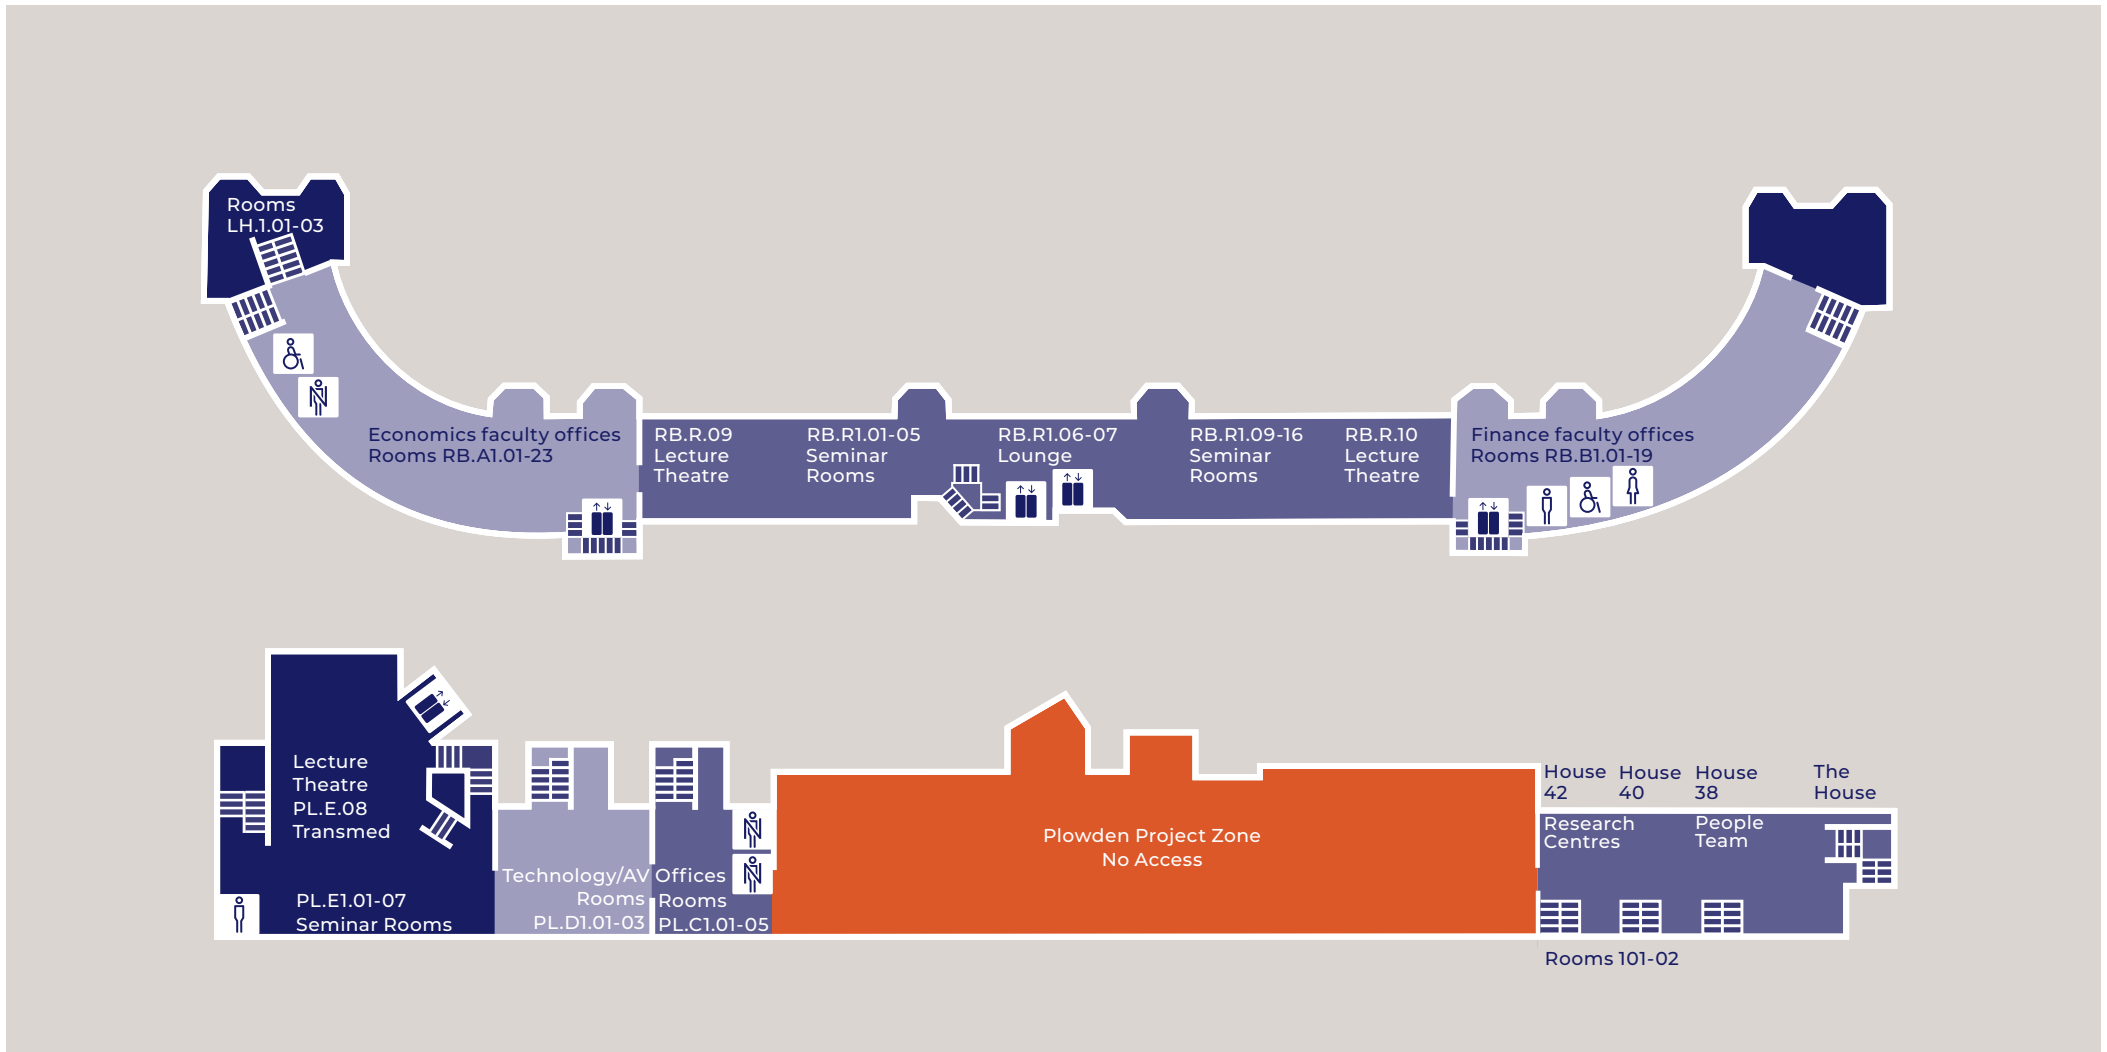 Rooms
LH.1.01-03
Economics faculty offices
Rooms RB.A1.01-23
RB.R.09
Lecture
Theatre
RB.R1.01-05
Seminar
Rooms
RB.R1.06-07
Lounge
RB.R1.09-16
Seminar
Rooms
RB.R.10
Lecture
Theatre
Finance faculty offices
Rooms RB.B1.01-19
Lecture
Theatre
PL.E.08
Transmed
PL.E1.01-07
Seminar Rooms
Technology/AV
Rooms
PL.D1.01-03
Offices
Rooms
PL.C1.01-05
Plowden Project Zone
No Access
House
42
House
40
House
38
The
House
Research
Centres
People
Team
Rooms 101-02